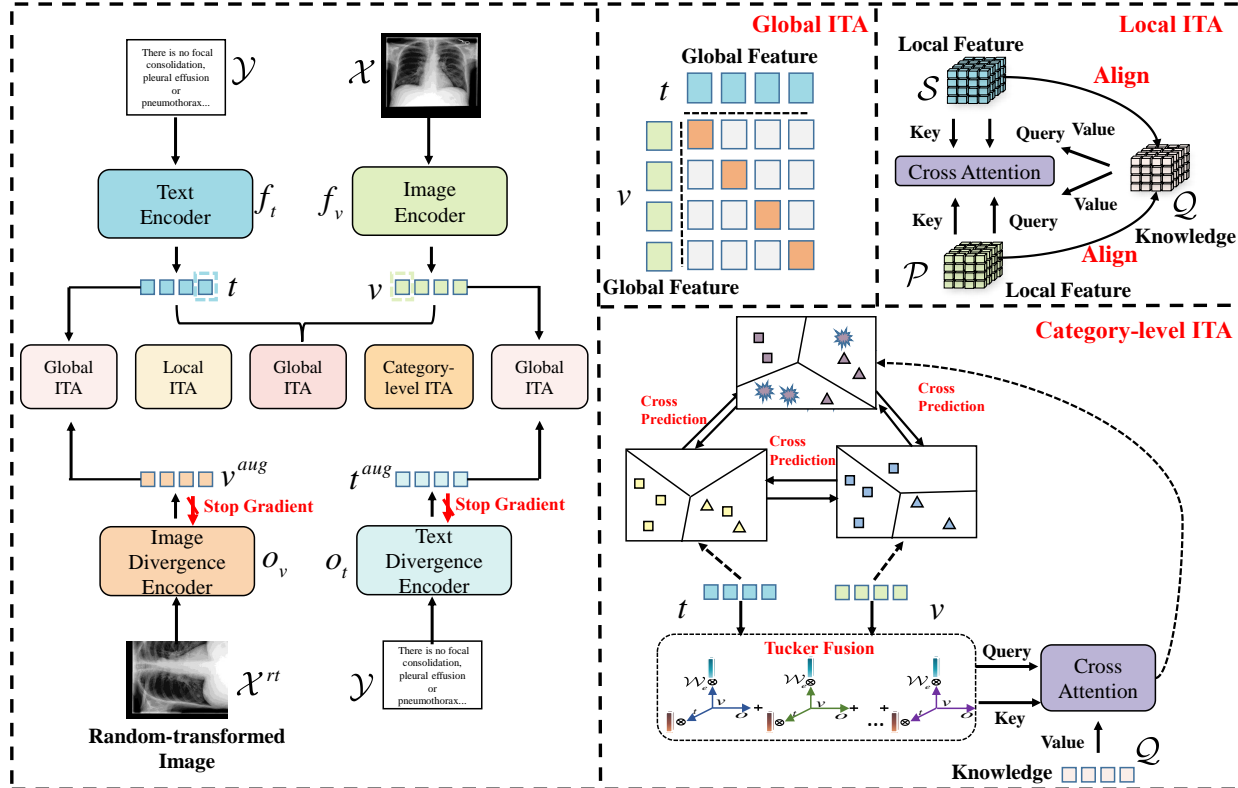 There is no focal
consolidation,
pleural effusion
or
pneumothorax...
𝒴
𝒳
Text
Encoder
f_t
f_v
Image
Encoder
t
v
Global
ITA
Local
ITA
Global
ITA
Category-
level ITA
Global
ITA
v^{aug}
t^{aug}
Stop Gradient
Stop Gradient
Image
Divergence
Encoder
o_v
o_t
Text
Divergence
Encoder
𝒳^{rt}
𝒴
There is no focal
consolidation,
pleural effusion
or
pneumothorax...
Random-transformed
Image
Global ITA
Global Feature
t
v
Global Feature
Local ITA
Local Feature
𝒮
Align
Key
Query
Value
Cross Attention
𝒬
Knowledge
Key
Query
Value
Align
𝒫
Local Feature
Category-level ITA
Cross
Prediction
Cross
Prediction
Cross
Prediction
t
v
Tucker Fusion
𝒲_c
v
t
o
+
𝒲_c
v
t
o
+
...
+
𝒲_c
v
t
o
Query
Key
Cross
Attention
Value
𝒬
Knowledge